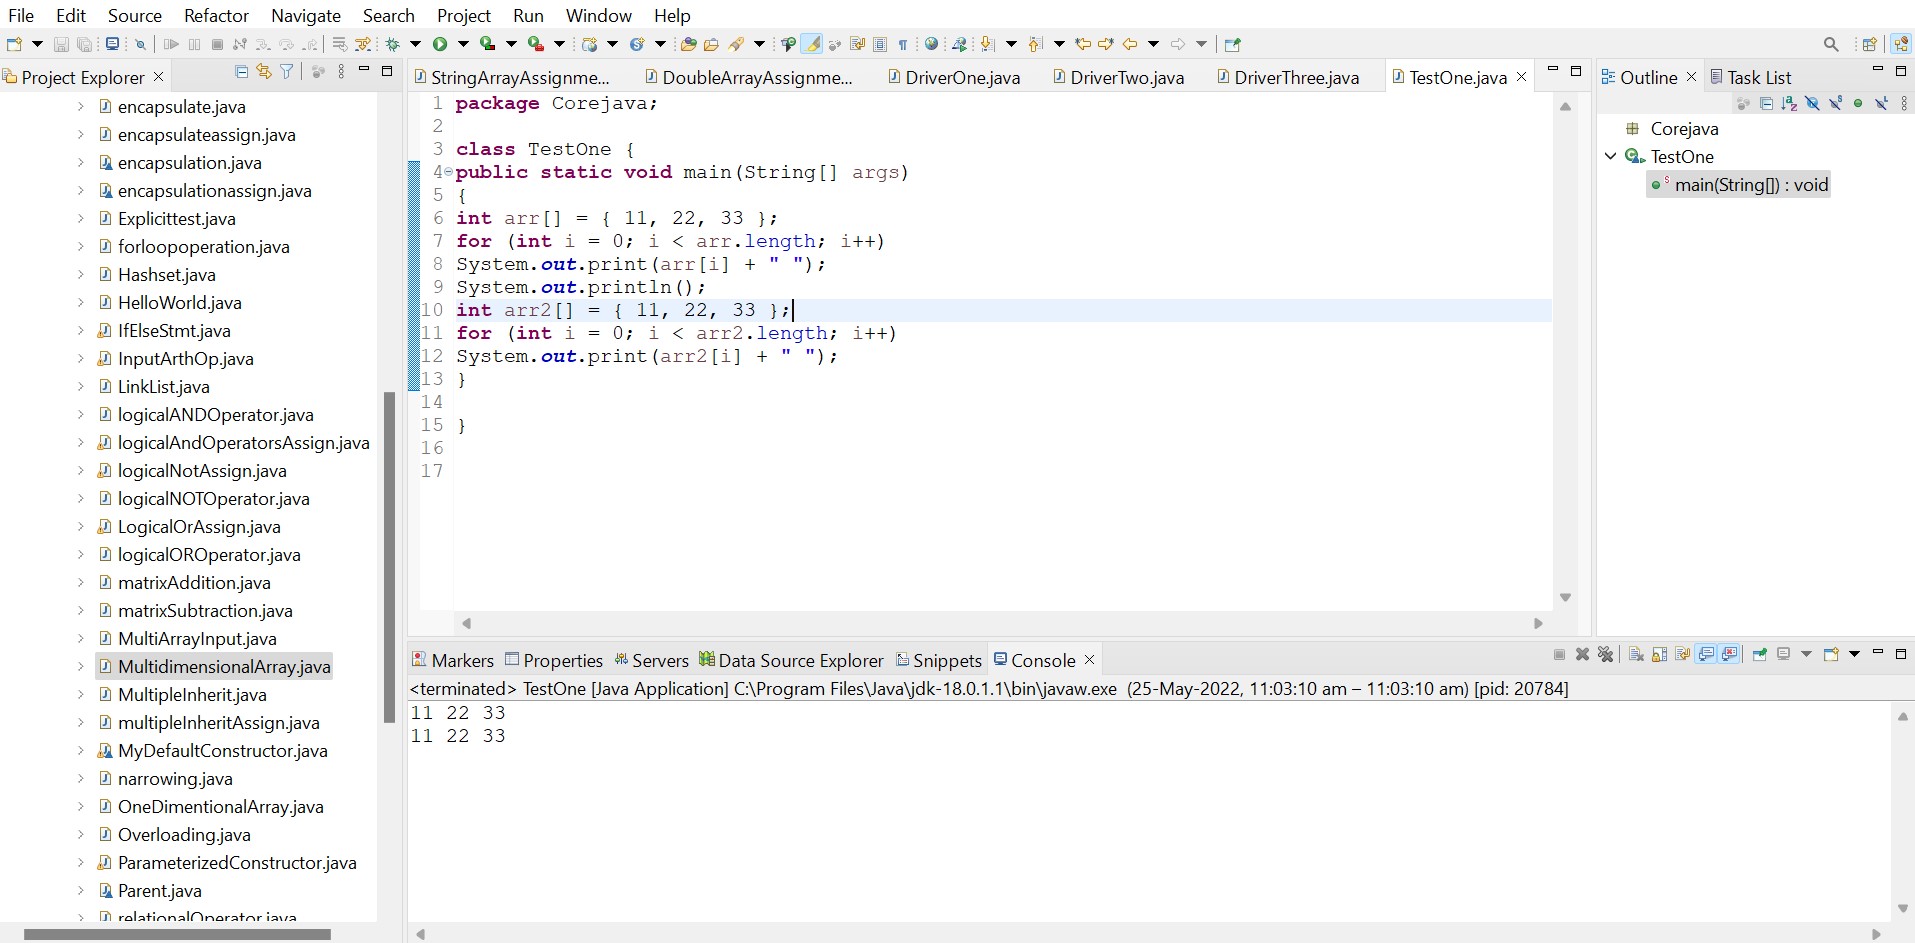 File Edit Source Refactor Navigate Search Project Run Window Help
Project Explorer
encapsulate.java
encapsulateassign.java
encapsulation.java
encapsulationassign.java
Explicittest.java
forloopoperation.java
Hashset.java
HelloWorld.java
IfElseStmt.java
InputArthOp.java
LinkList.java
logicalANDOperator.java
logicalAndOperatorsAssign.java
logicalNotAssign.java
logicalNOTOperator.java
LogicalOrAssign.java
logicalOROperator.java
matrixAddition.java
matrixSubtraction.java
MultiArrayInput.java
MultidimensionalArray.java
MultipleInherit.java
multipleInheritAssign.java
MyDefaultConstructor.java
narrowing.java
OneDimentionalArray.java
Overloading.java
ParameterizedConstructor.java
Parent.java
relationalOperator.java
StringArrayAssignme... DoubleArrayAssignme... DriverOne.java DriverTwo.java DriverThree.java TestOne.java
1 package Corejava;
2
3 class TestOne {
4 public static void main(String[] args)
5 {
6 int arr[] = { 11, 22, 33 };
7 for (int i = 0; i < arr.length; i++)
8 System.out.print(arr[i] + " ");
9 System.out.println();
10 int arr2[] = { 11, 22, 33 };
11 for (int i = 0; i < arr2.length; i++)
12 System.out.print(arr2[i] + " ");
13 }
14
15 }
16
17
Outline Task List
Corejava
TestOne
main(String[]) : void
Markers Properties Servers Data Source Explorer Snippets Console
<terminated> TestOne [Java Application] C:\Program Files\Java\jdk-18.0.1.1\bin\javaw.exe (25-May-2022, 11:03:10 am – 11:03:10 am) [pid: 20784]
11 22 33
11 22 33